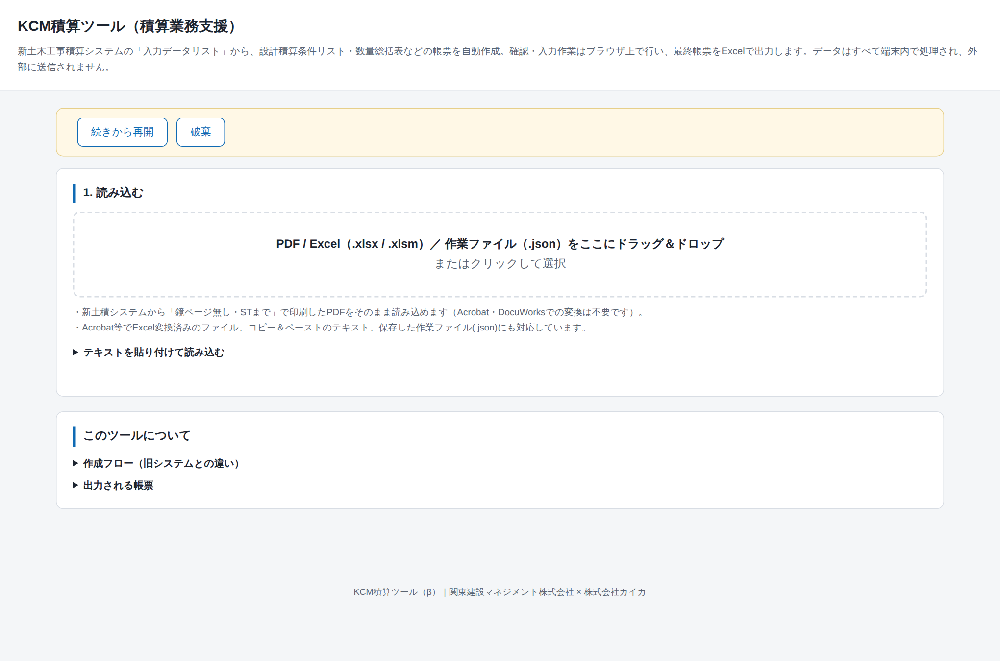 KCM積算ツール（積算業務支援）
新土木工事積算システムの「入力データリスト」から、設計積算条件リスト・数量総括表などの帳票を自動作成。確認・入力作業はブラウザ上で行い、最終帳票をExcelで出力します。データはすべて端末内で処理され、外
部に送信されません。
続きから再開 破棄
1. 読み込む
PDF / Excel（.xlsx / .xlsm）／ 作業ファイル（.json）をここにドラッグ＆ドロップ
またはクリックして選択
・新土積システムから「鏡ページ無し・STまで」で印刷したPDFをそのまま読み込めます（Acrobat・DocuWorksでの変換は不要です）。
・Acrobat等でExcel変換済みのファイル、コピー＆ペーストのテキスト、保存した作業ファイル(.json)にも対応しています。
▶ テキストを貼り付けて読み込む
このツールについて
▶ 作成フロー（旧システムとの違い）
▶ 出力される帳票
KCM積算ツール（β）｜関東建設マネジメント株式会社 × 株式会社カイカ